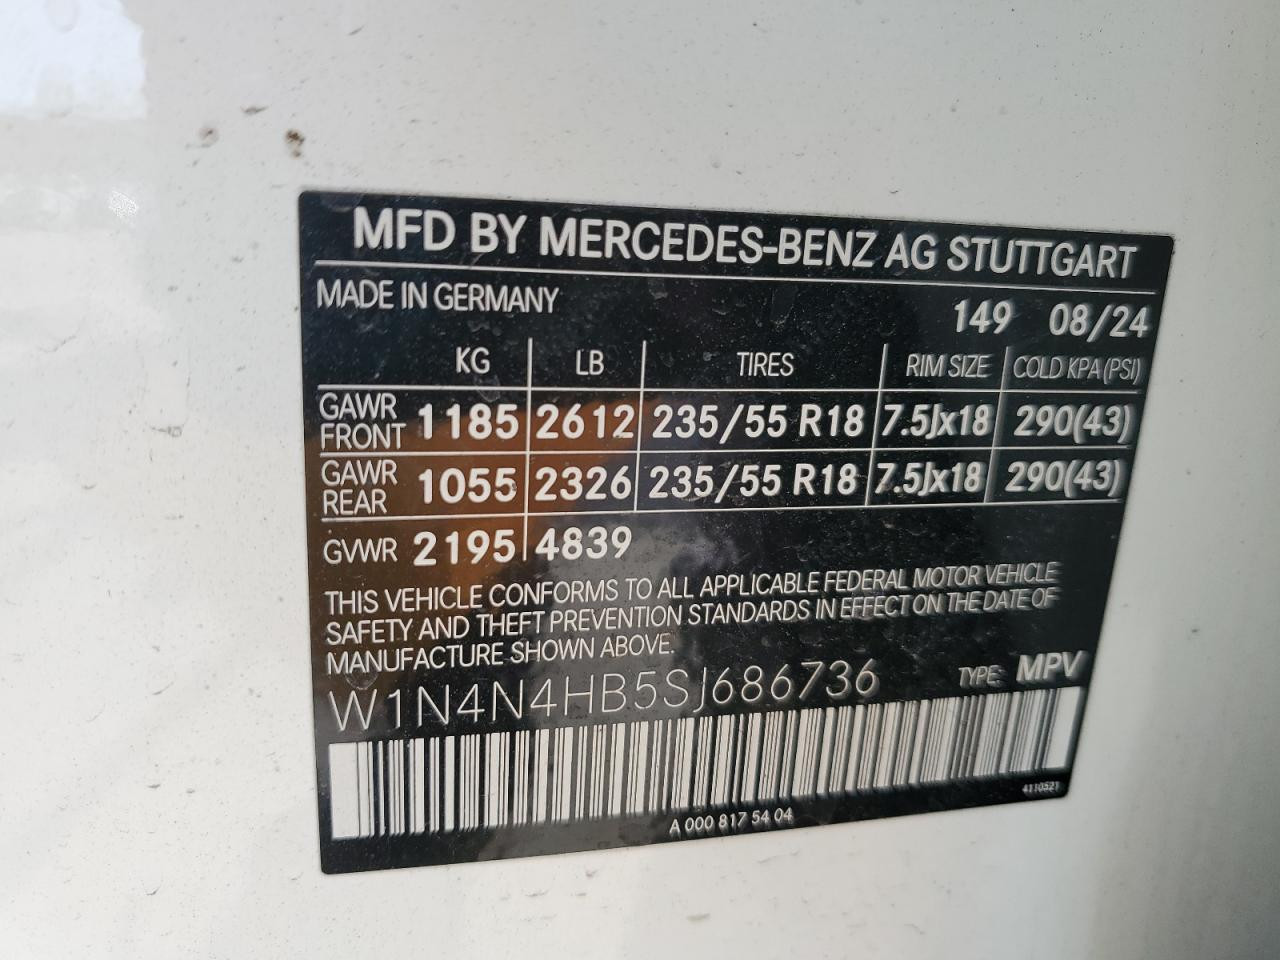 MFD BY MERCEDES-BENZ AG STUTTGART
MADE IN GERMANY
149 08/24
KG LB TIRES RIM SIZE COLD KPA (PSI)
GAWR FRONT 1185 2612 235/55 R18 7.5Jx18 290(43)
GAWR REAR 1055 2326 235/55 R18 7.5Jx18 290(43)
GVWR 2195 4839
THIS VEHICLE CONFORMS TO ALL APPLICABLE FEDERAL MOTOR VEHICLE
SAFETY AND THEFT PREVENTION STANDARDS IN EFFECT ON THE DATE OF
MANUFACTURE SHOWN ABOVE.
W1N4N4HB5SJ686736 TYPE: MPV
4110521
A 000 817 54 04